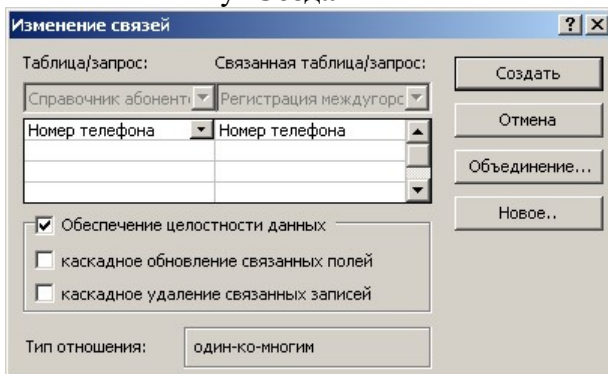 Изменение связей
Таблица/запрос: Связанная таблица/запрос:
Справочник абоненто Регистрация междугорс
Номер телефона Номер телефона
Обеспечение целостности данных
каскадное обновление связанных полей
каскадное удаление связанных записей
Тип отношения: один-ко-многим
Создать
Отмена
Объединение...
Новое..